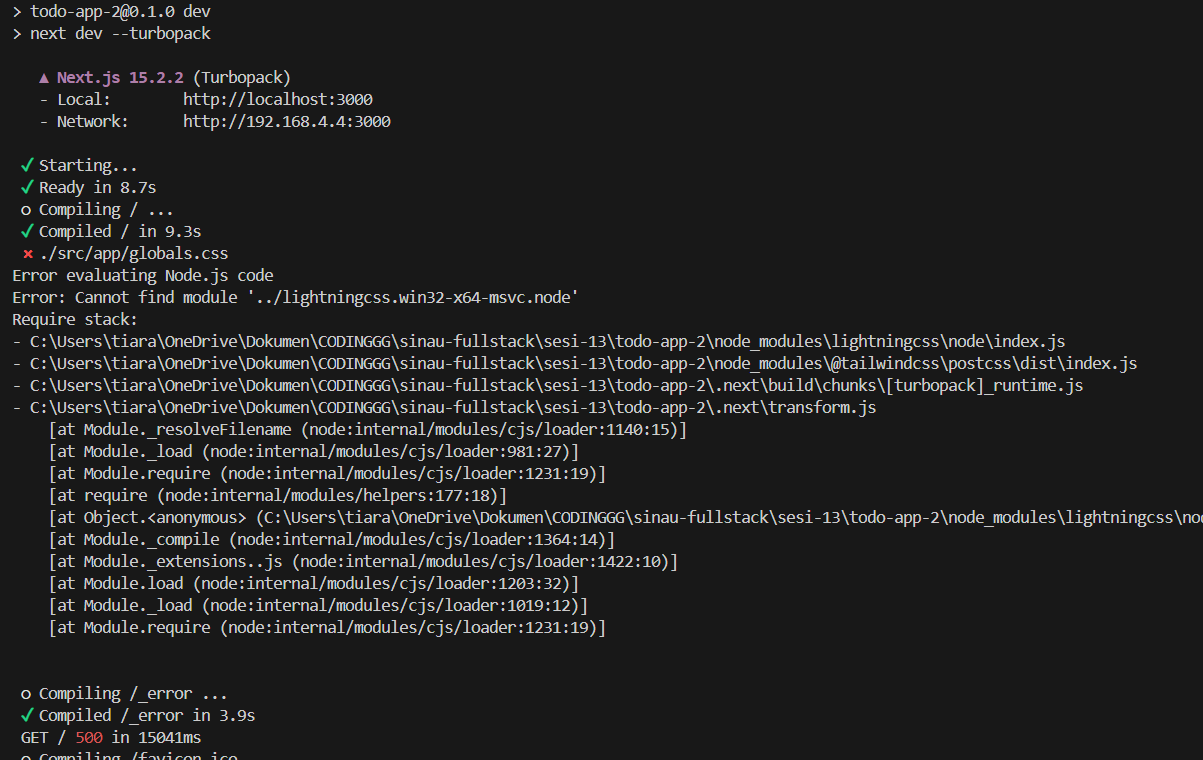 > todo-app-2@0.1.0 dev
> next dev --turbopack
▲ Next.js 15.2.2 (Turbopack)
- Local: http://localhost:3000
- Network: http://192.168.4.4:3000
✓ Starting...
✓ Ready in 8.7s
○ Compiling / ...
✓ Compiled / in 9.3s
⨯ ./src/app/globals.css
Error evaluating Node.js code
Error: Cannot find module '../lightningcss.win32-x64-msvc.node'
Require stack:
- C:\Users\tiara\OneDrive\Dokumen\CODINGGG\sinau-fullstack\sesi-13\todo-app-2\node_modules\lightningcss\node\index.js
- C:\Users\tiara\OneDrive\Dokumen\CODINGGG\sinau-fullstack\sesi-13\todo-app-2\node_modules\@tailwindcss\postcss\dist\index.js
- C:\Users\tiara\OneDrive\Dokumen\CODINGGG\sinau-fullstack\sesi-13\todo-app-2\.next\build\chunks\[turbopack]_runtime.js
- C:\Users\tiara\OneDrive\Dokumen\CODINGGG\sinau-fullstack\sesi-13\todo-app-2\.next\transform.js
[at Module._resolveFilename (node:internal/modules/cjs/loader:1140:15)]
[at Module._load (node:internal/modules/cjs/loader:981:27)]
[at Module.require (node:internal/modules/cjs/loader:1231:19)]
[at require (node:internal/modules/helpers:177:18)]
[at Object.<anonymous> (C:\Users\tiara\OneDrive\Dokumen\CODINGGG\sinau-fullstack\sesi-13\todo-app-2\node_modules\lightningcss\no
[at Module._compile (node:internal/modules/cjs/loader:1364:14)]
[at Module._extensions..js (node:internal/modules/cjs/loader:1422:10)]
[at Module.load (node:internal/modules/cjs/loader:1203:32)]
[at Module._load (node:internal/modules/cjs/loader:1019:12)]
[at Module.require (node:internal/modules/cjs/loader:1231:19)]
○ Compiling /_error ...
✓ Compiled /_error in 3.9s
GET / 500 in 15041ms
○ Compiling /favicon.ico